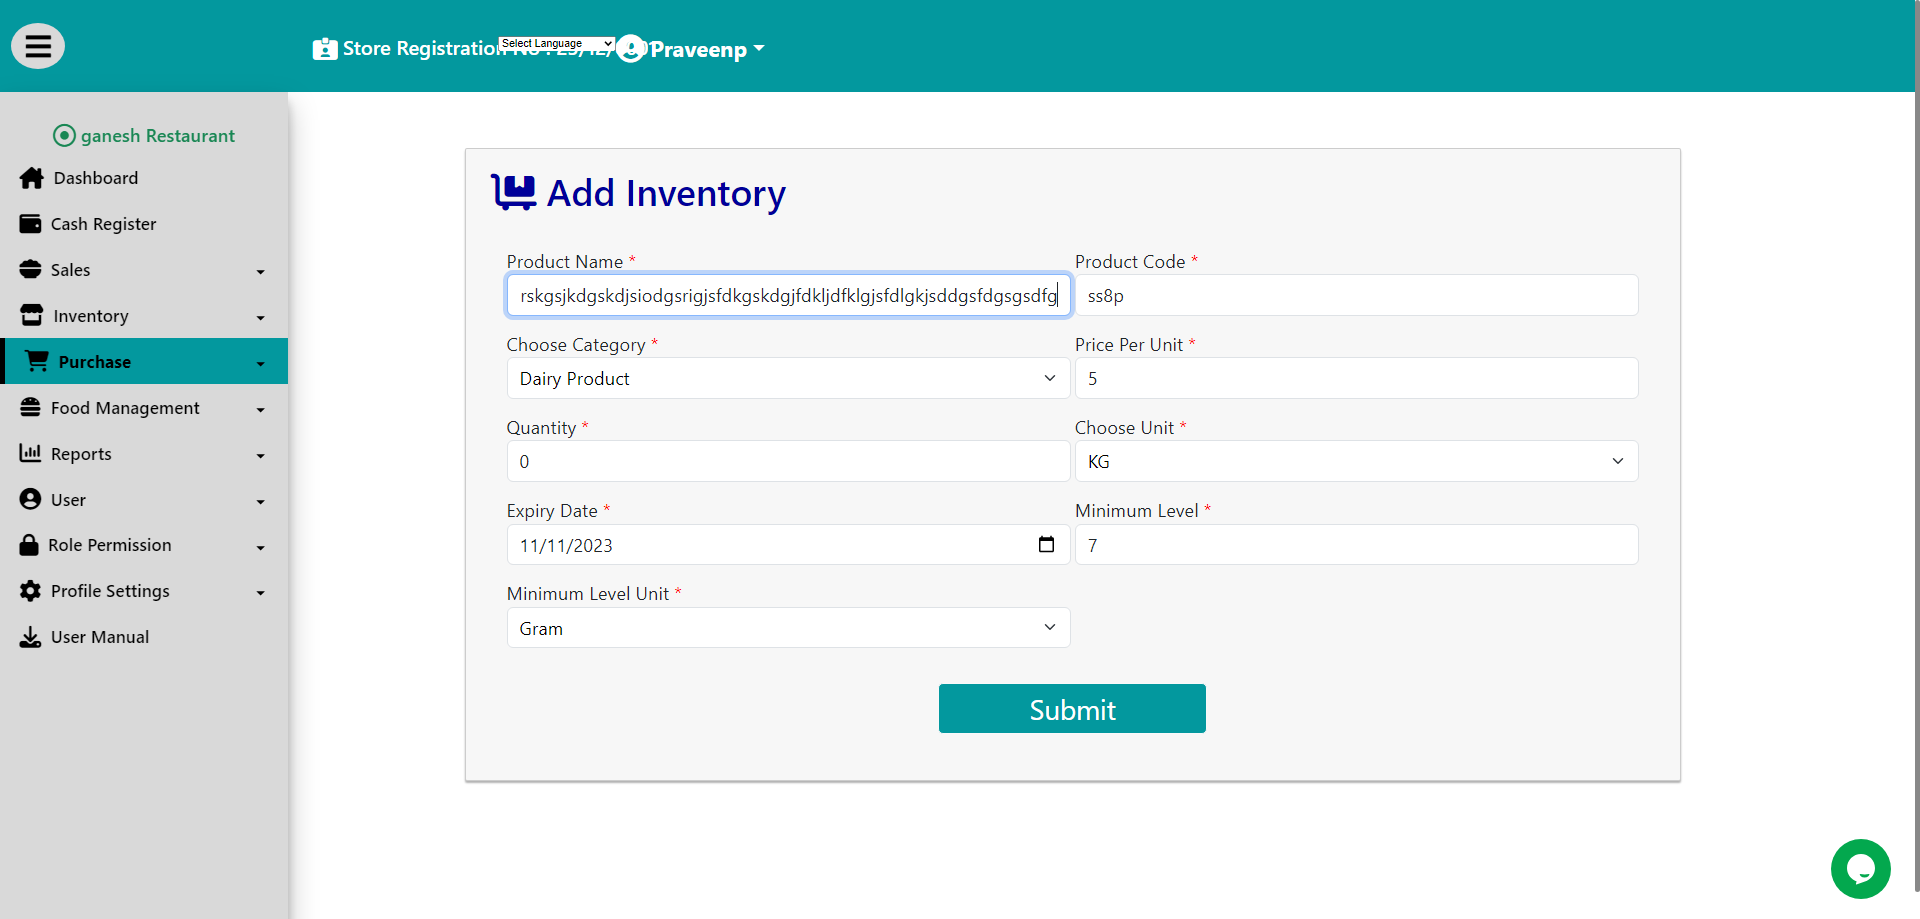 Store Registration No : 
Select Language
Praveenp
ganesh Restaurant
Dashboard
Cash Register
Sales
Inventory
Purchase
Food Management
Reports
User
Role Permission
Profile Settings
User Manual
Add Inventory
Product Name *
Product Code *
rskgsjkdgskdjsiodgsrigjsfdkgskdgjfdkljdfklgjsfdlgkjsddgsfdgsgsdfg
ss8p
Choose Category *
Price Per Unit *
Dairy Product
5
Quantity *
Choose Unit *
0
KG
Expiry Date *
Minimum Level *
11/11/2023
7
Minimum Level Unit *
Gram
Submit